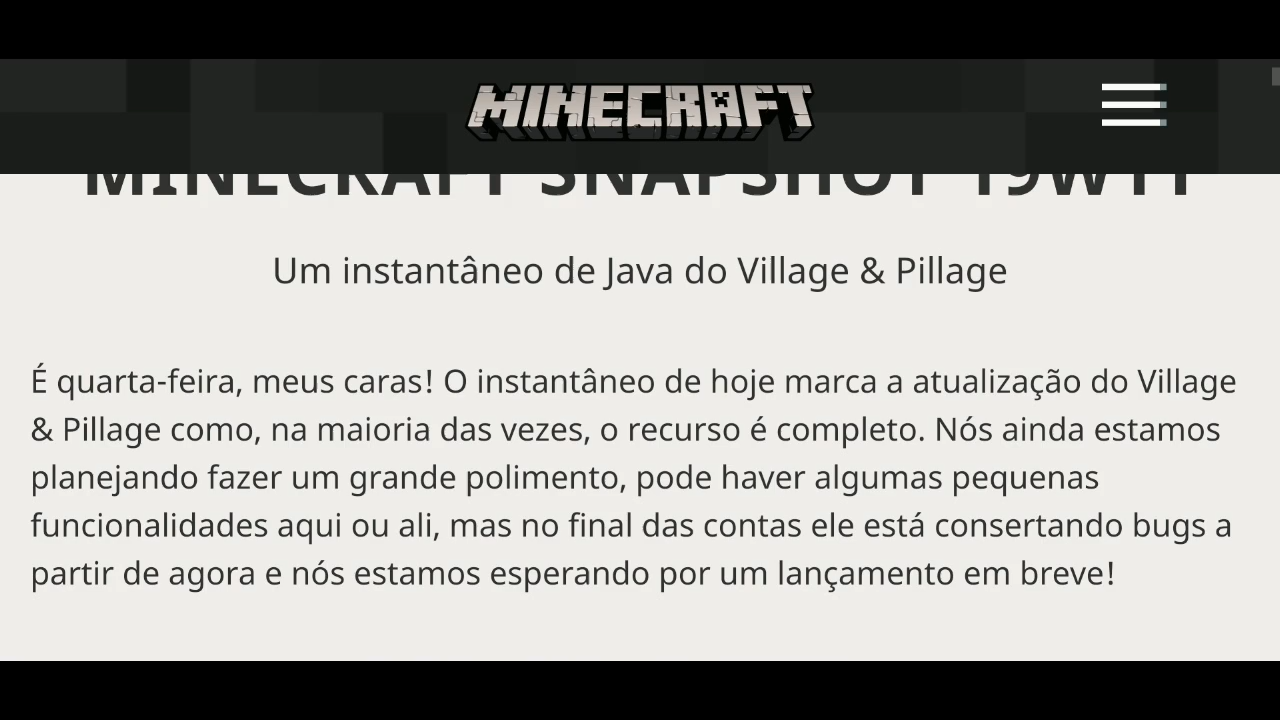 MINECRAFT
MINECRAFT SNAPSHOT 19W11
Um instantâneo de Java do Village & Pillage
É quarta-feira, meus caras! O instantâneo de hoje marca a atualização do Village
& Pillage como, na maioria das vezes, o recurso é completo. Nós ainda estamos
planejando fazer um grande polimento, pode haver algumas pequenas
funcionalidades aqui ou ali, mas no final das contas ele está consertando bugs a
partir de agora e nós estamos esperando por um lançamento em breve!